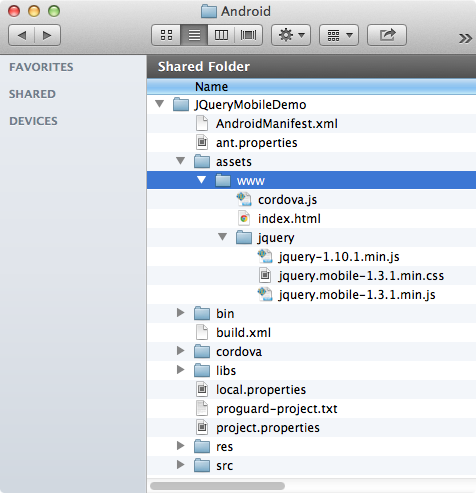 Android
FAVORITES
SHARED
DEVICES
Shared Folder
Name
JQueryMobileDemo
AndroidManifest.xml
ant.properties
assets
www
cordova.js
index.html
jquery
jquery-1.10.1.min.js
jquery.mobile-1.3.1.min.css
jquery.mobile-1.3.1.min.js
bin
build.xml
cordova
libs
local.properties
proguard-project.txt
project.properties
res
src